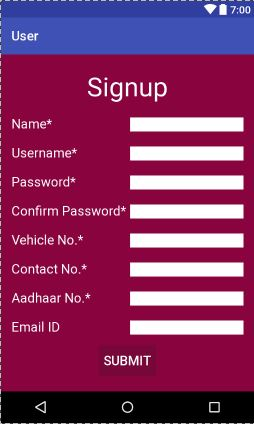 7:00
User
Signup
Name*
Username*
Password*
Confirm Password*
Vehicle No.*
Contact No.*
Aadhaar No.*
Email ID
SUBMIT